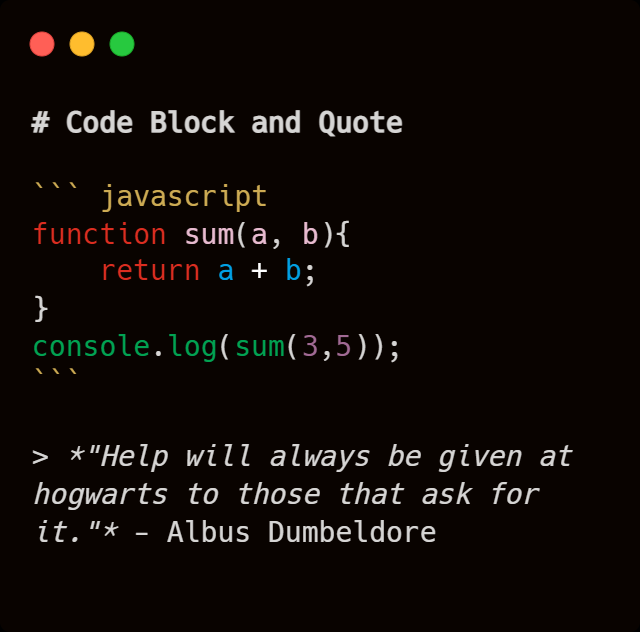 # Code Block and Quote
``` javascript
function sum(a, b){
    return a + b;
}
console.log(sum(3,5));
```
> *"Help will always be given at
hogwarts to those that ask for
it."* – Albus Dumbeldore